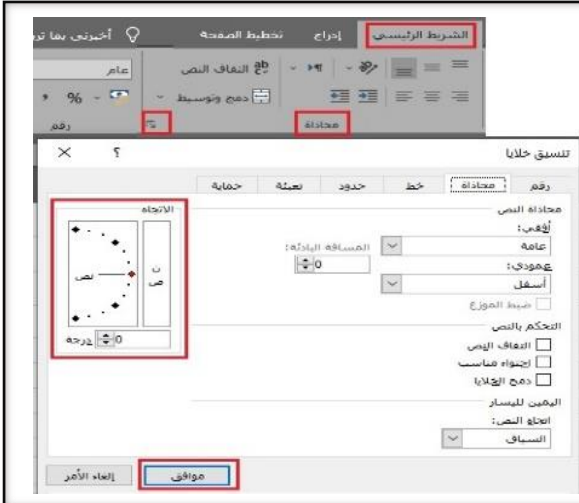 الشريط الرئيسي إدراج تخطيط الصفحة أخبرني بما تر
التفاف النص عام
دمج وتوسيط % ,
محاذاة رقم
تنسيق خلايا ? ×
رقم محاذاة خط حدود تعبئة حماية
محاذاة النص الاتجاه
أفقي:
عامة المسافة البادئة:
عمودي: 0
أسفل
ضبط الموزع
التحكم بالنص
التفاف النص
احتواء مناسب
دمج الخلايا
ن
ص
نص
0 درجة
اليمين لليسار
اتجاه النص:
السياق
موافق إلغاء الأمر